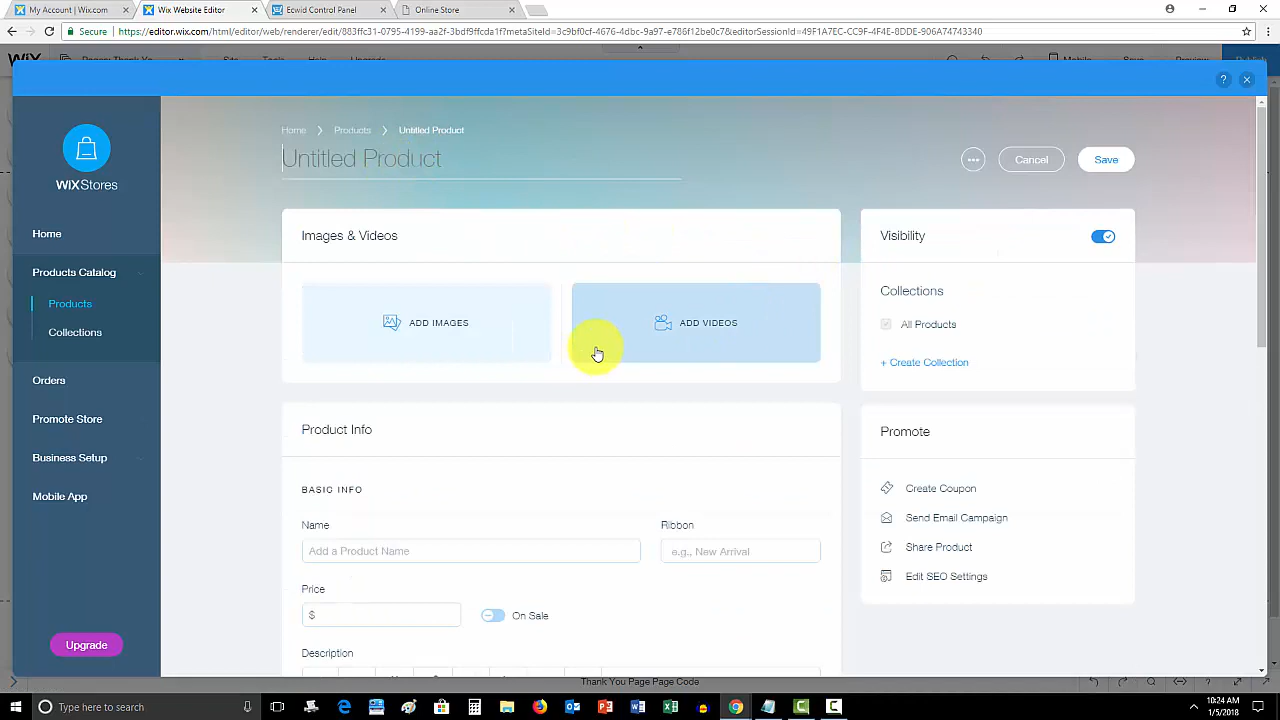 My Account | Wix.com
Wix Website Editor
Ecwid Control Panel
Online Store
Secure
https://editor.wix.com/html/editor/web/renderer/edit/883ffc31-0795-4199-aa2f-3bdf9ffcda1f?metaSiteId=3c9bf0cf-4676-4dbc-9a97-e786f12be0c7&editorSessionId=49F1A7EC-CC9F-4F4E-8DDE-906A74743340
WiX
Home
Products
Untitled Product
Untitled Product
Cancel
Save
WiXStores
Home
Products Catalog
Products
Collections
Orders
Promote Store
Business Setup
Mobile App
Upgrade
Images & Videos
ADD IMAGES
ADD VIDEOS
Product Info
BASIC INFO
Name
Ribbon
Add a Product Name
e.g., New Arrival
Price
$
On Sale
Description
Visibility
Collections
All Products
+ Create Collection
Promote
Create Coupon
Send Email Campaign
Share Product
Edit SEO Settings
Thank You Page Page Code
Type here to search
10:24 AM
1/5/2018